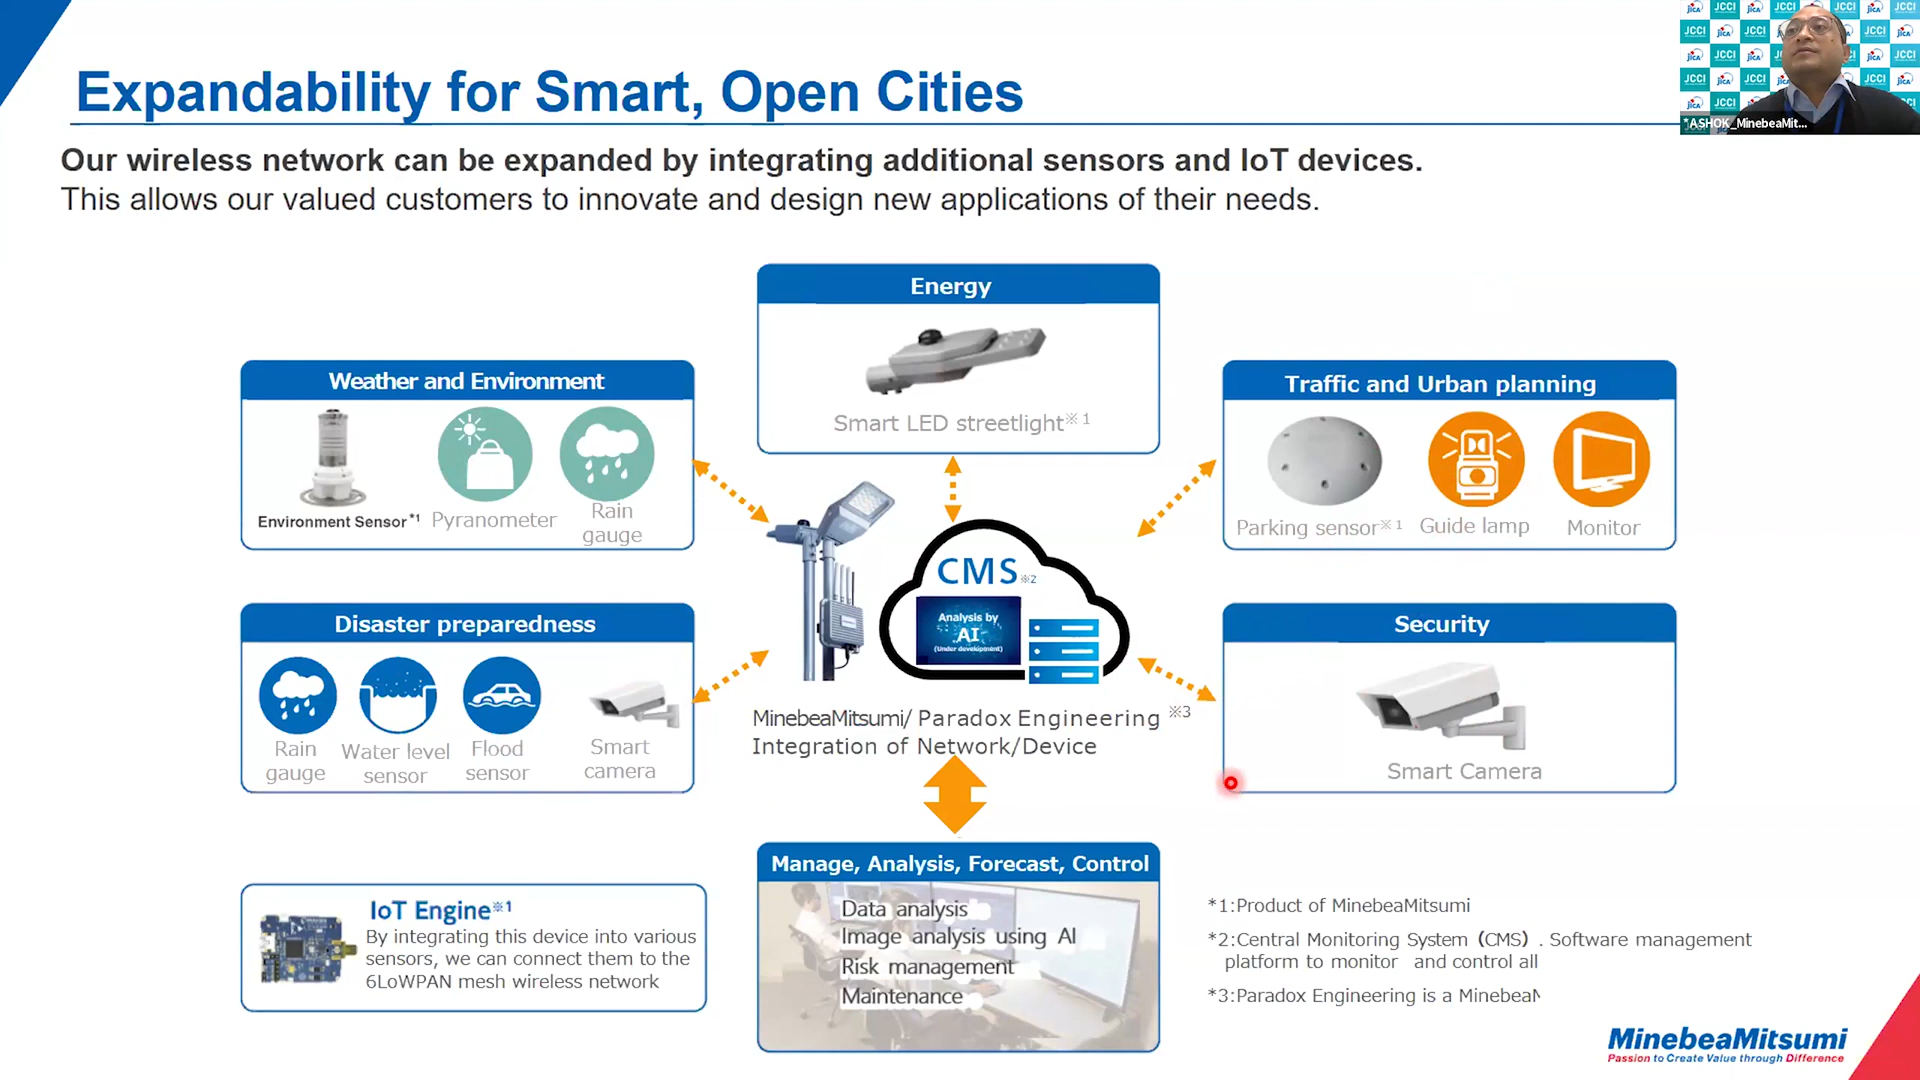 Expandability for Smart, Open Cities
Our wireless network can be expanded by integrating additional sensors and IoT devices.
This allows our valued customers to innovate and design new applications of their needs.
*ASHOK_MinebeaMit...
JCCI
JICA
Energy
Smart LED streetlight※1
Weather and Environment
Environment Sensor*1
Pyranometer
Rain
gauge
Traffic and Urban planning
Parking sensor※1
Guide lamp
Monitor
CMS※2
Analysis by
AI
(Under development)
Disaster preparedness
Rain
gauge
Water level
sensor
Flood
sensor
Smart
camera
Security
Smart Camera
MinebeaMitsumi/ Paradox Engineering ※3
Integration of Network/Device
Manage, Analysis, Forecast, Control
Data analysis
Image analysis using AI
Risk management
Maintenance
IoT Engine※1
By integrating this device into various
sensors, we can connect them to the
6LoWPAN mesh wireless network
*1:Product of MinebeaMitsumi
*2:Central Monitoring System (CMS) . Software management
platform to monitor and control all
*3:Paradox Engineering is a Minebea
MinebeaMitsumi
Passion to Create Value through Difference